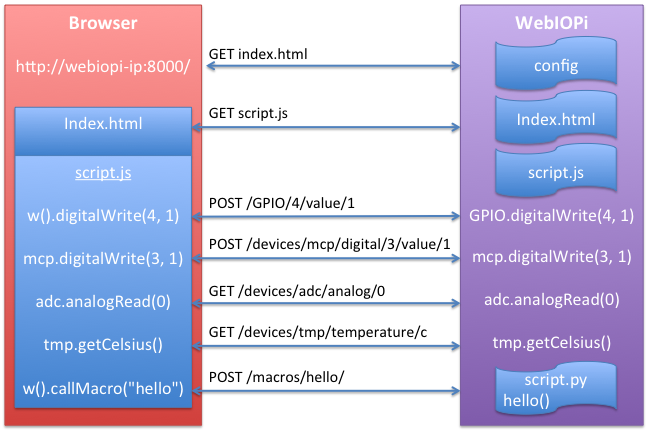 Browser
WebIOPi
http://webiopi-ip:8000/
GET index.html
config
Index.html
GET script.js
Index.html
script.js
script.js
w().digitalWrite(4, 1)
POST /GPIO/4/value/1
GPIO.digitalWrite(4, 1)
mcp.digitalWrite(3, 1)
POST /devices/mcp/digital/3/value/1
mcp.digitalWrite(3, 1)
adc.analogRead(0)
GET /devices/adc/analog/0
adc.analogRead(0)
tmp.getCelsius()
GET /devices/tmp/temperature/c
tmp.getCelsius()
w().callMacro("hello")
POST /macros/hello/
script.py
hello()